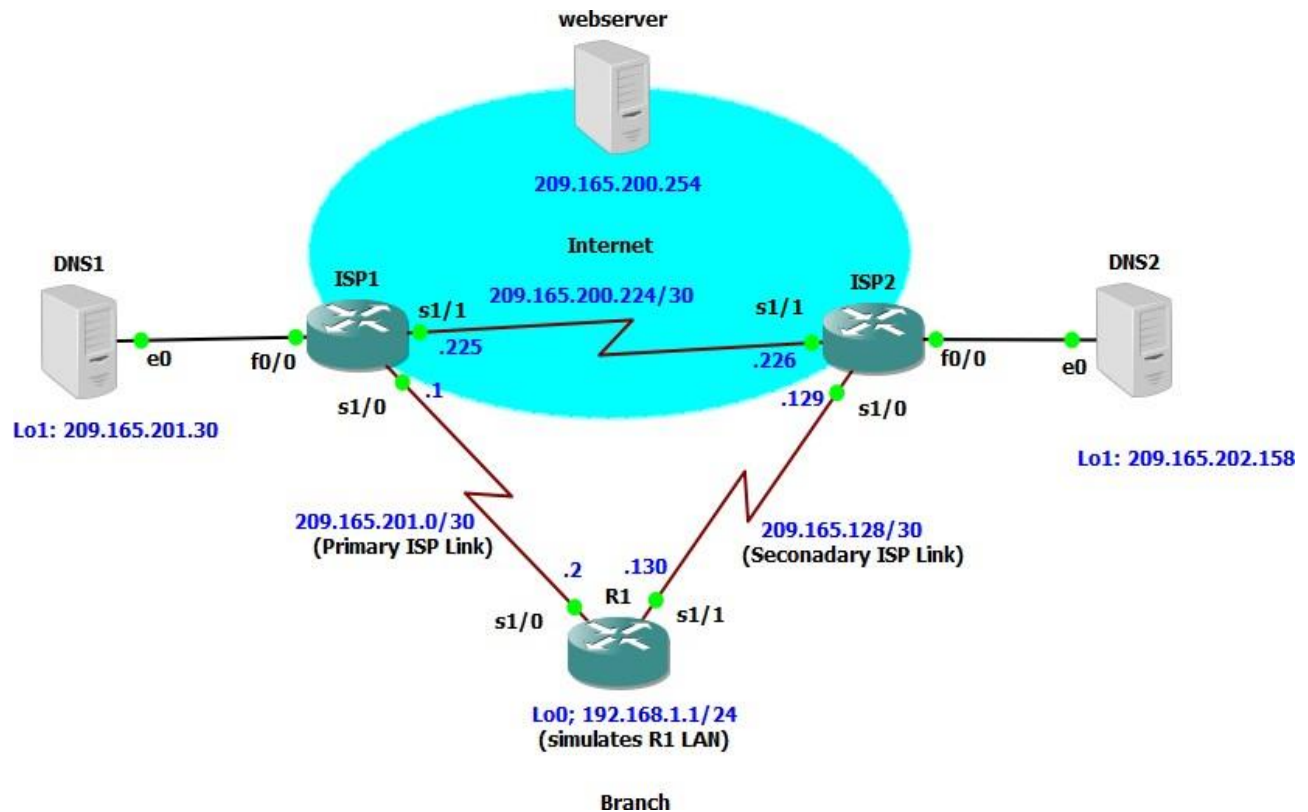 webserver
209.165.200.254
Internet
DNS1
ISP1
ISP2
DNS2
209.165.200.224/30
s1/1
s1/1
e0
f0/0
.225
.226
f0/0
e0
s1/0
.1
.129
s1/0
Lo1: 209.165.201.30
Lo1: 209.165.202.158
209.165.201.0/30
(Primary ISP Link)
209.165.128/30
(Seconadary ISP Link)
.2
.130
R1
s1/0
s1/1
Lo0; 192.168.1.1/24
(simulates R1 LAN)
Branch